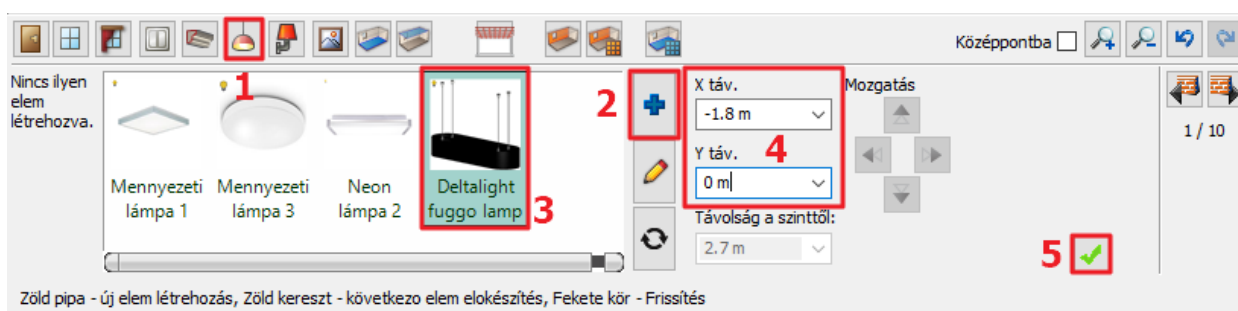 Középpontba
1
Nincs ilyen
elem
létrehozva.
Mennyezeti
lámpa 1
Mennyezeti
lámpa 3
Neon
lámpa 2
Deltalight
fuggo lamp
3
2
X táv.
-1.8 m
Y táv.
4
0 m
Távolság a szinttől:
2.7 m
Mozgatás
5
1 / 10
Zöld pipa - új elem létrehozás, Zöld kereszt - következo elem elokészítés, Fekete kör - Frissítés